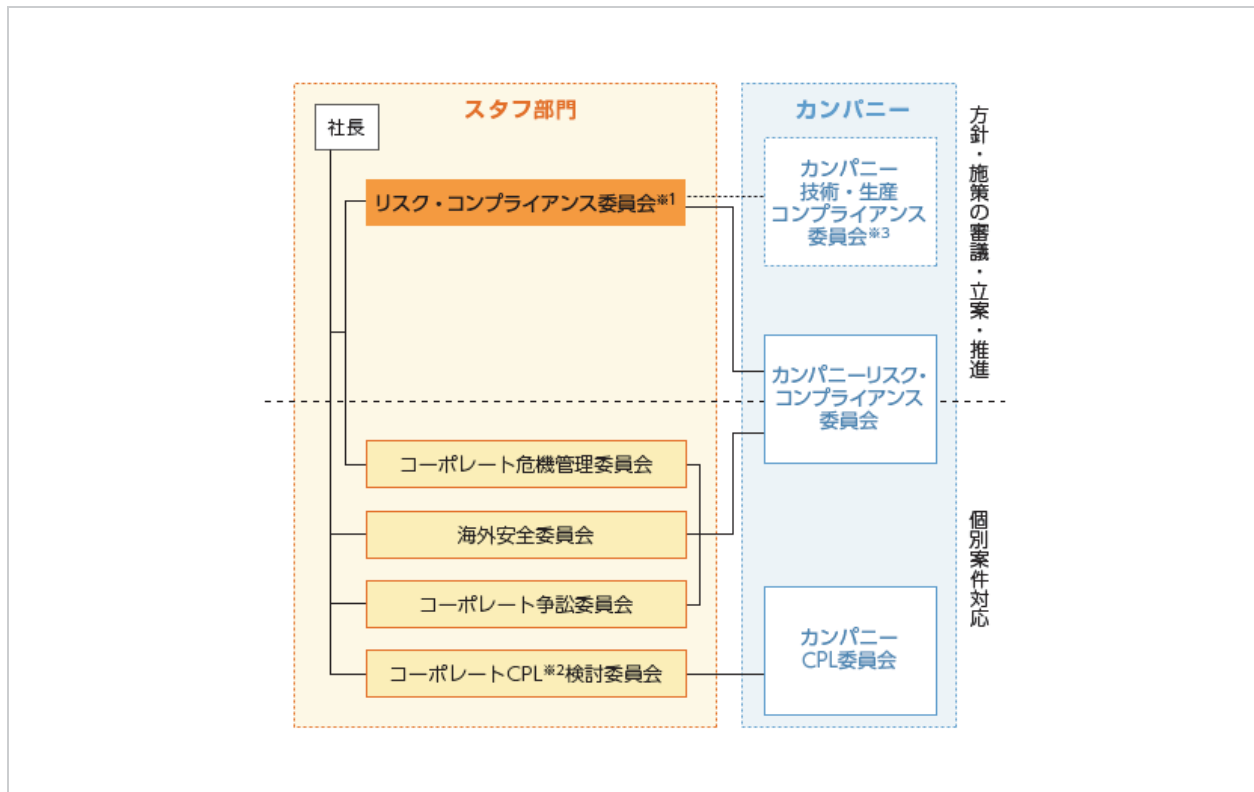 スタフ部門
社長
リスク・コンプライアンス委員会※1
コーポレート危機管理委員会
海外安全委員会
コーポレート争訟委員会
コーポレートCPL※2検討委員会
カンパニー
カンパニー
技術・生産
コンプライアンス
委員会※3
カンパニーリスク・
コンプライアンス
委員会
カンパニー
CPL委員会
方針・施策の審議・立案・推進
個別案件対応